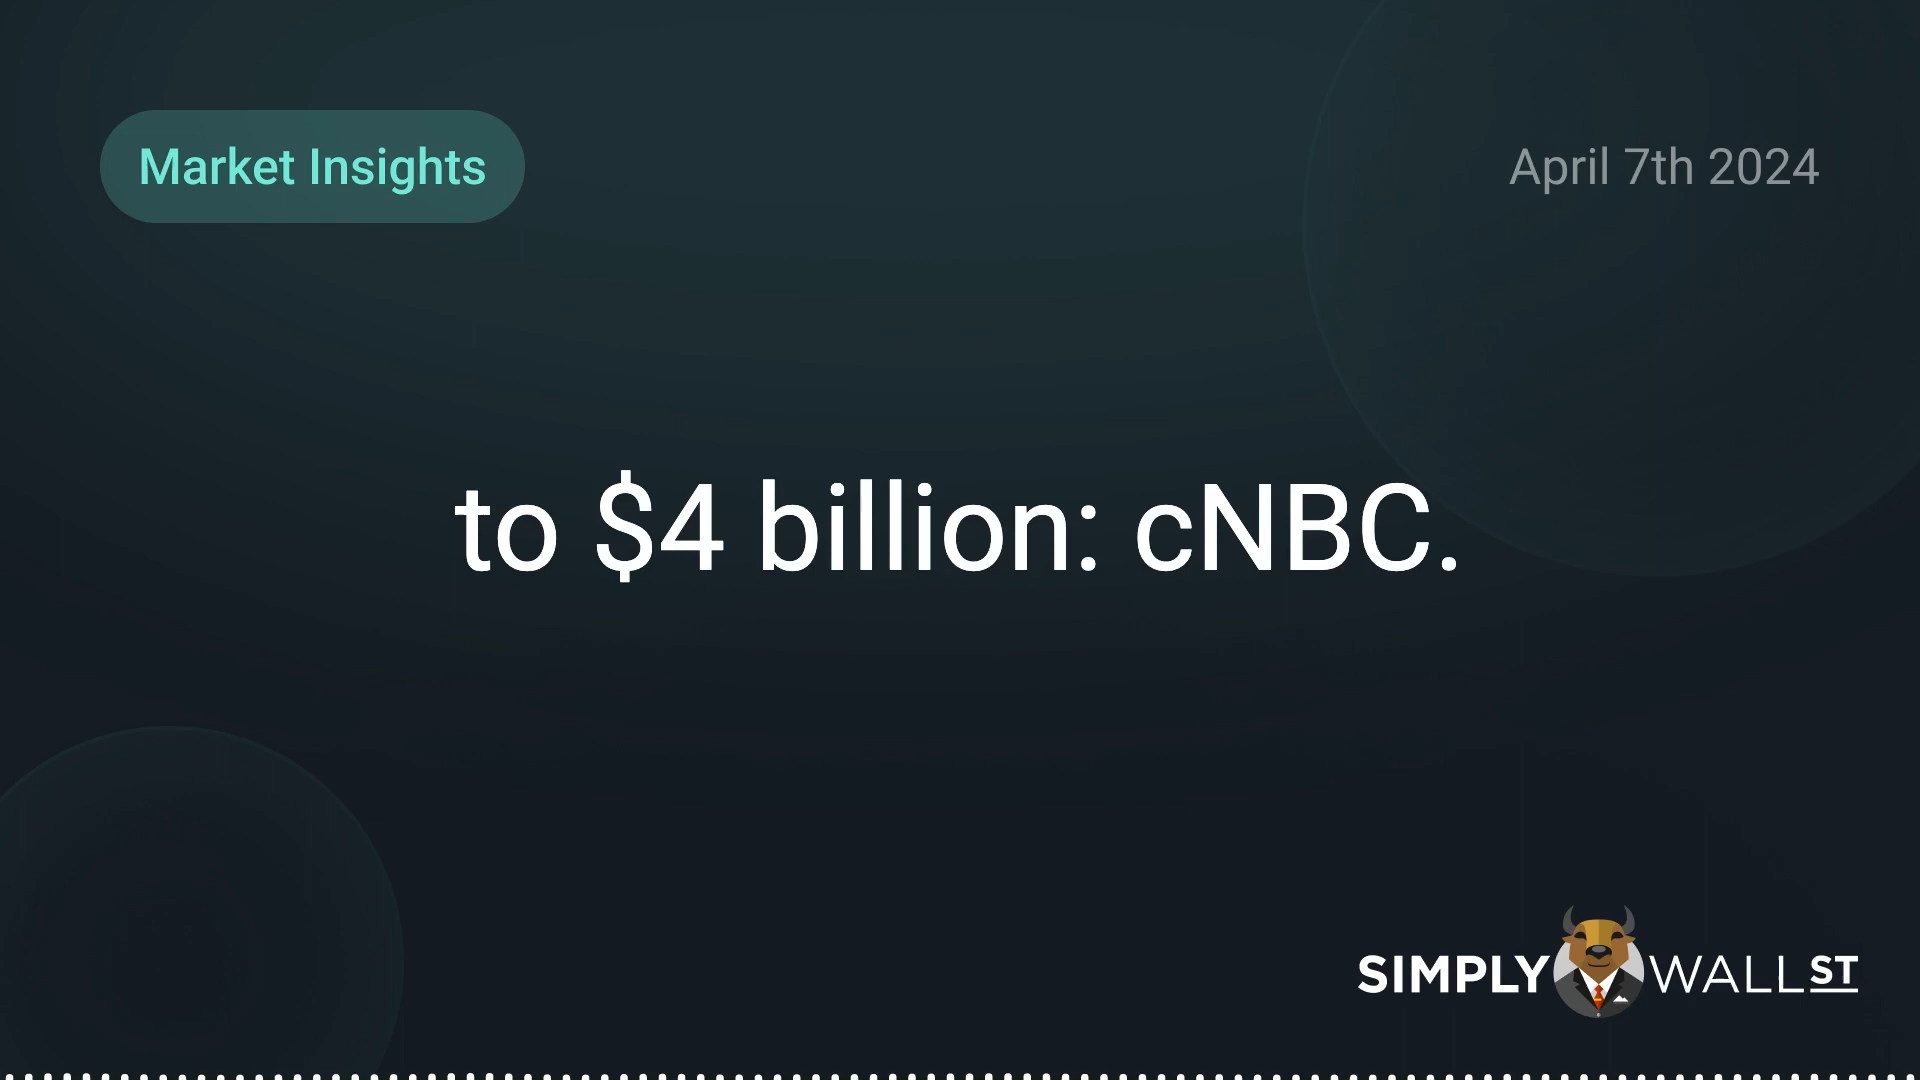 Market Insights
April 7th 2024
to $4 billion: cNBC.
SIMPLY WALL ST